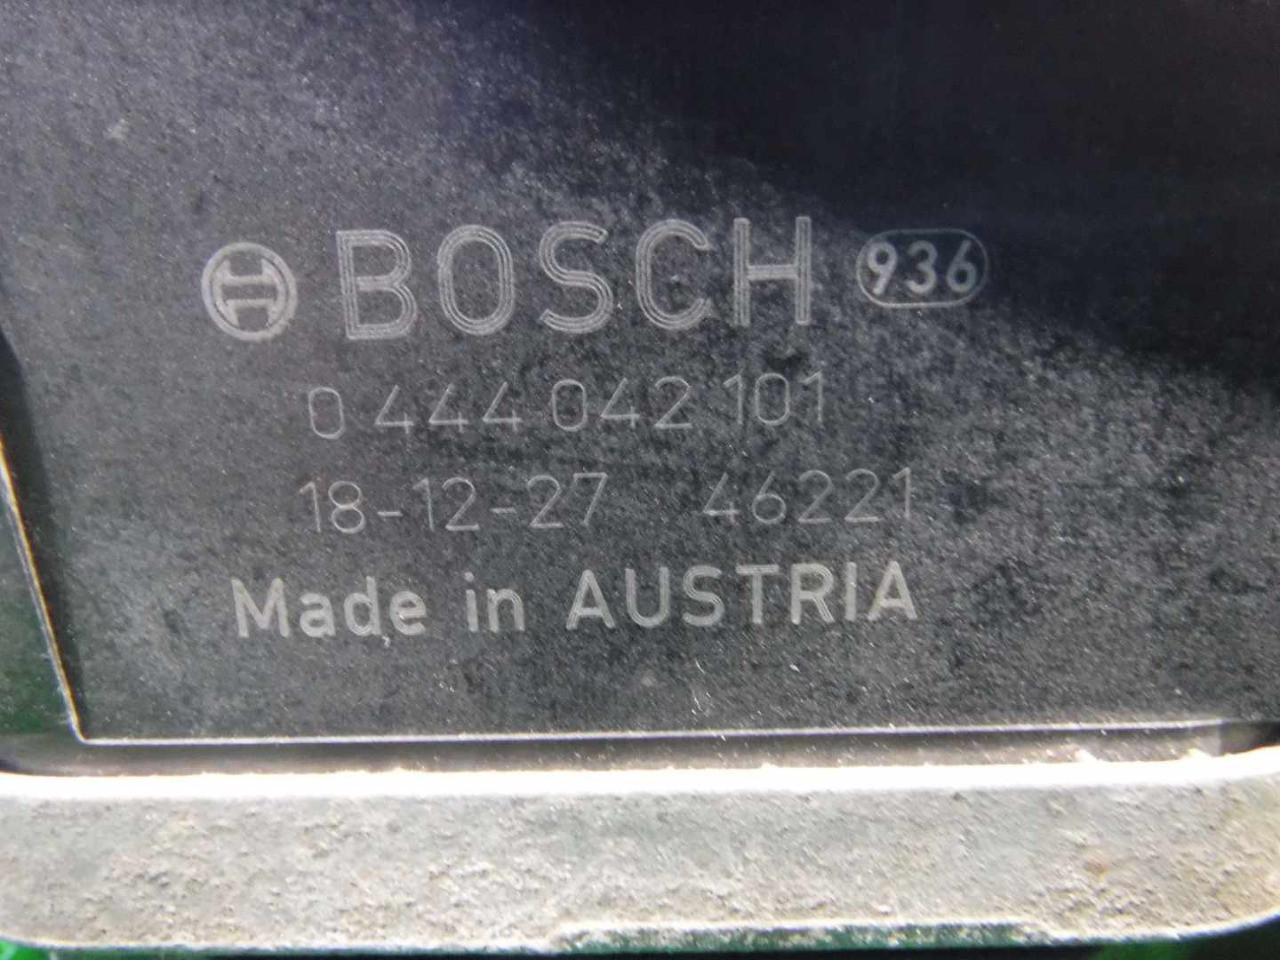 BOSCH 936
0 444 042 101
18-12-27 46221
Made in AUSTRIA